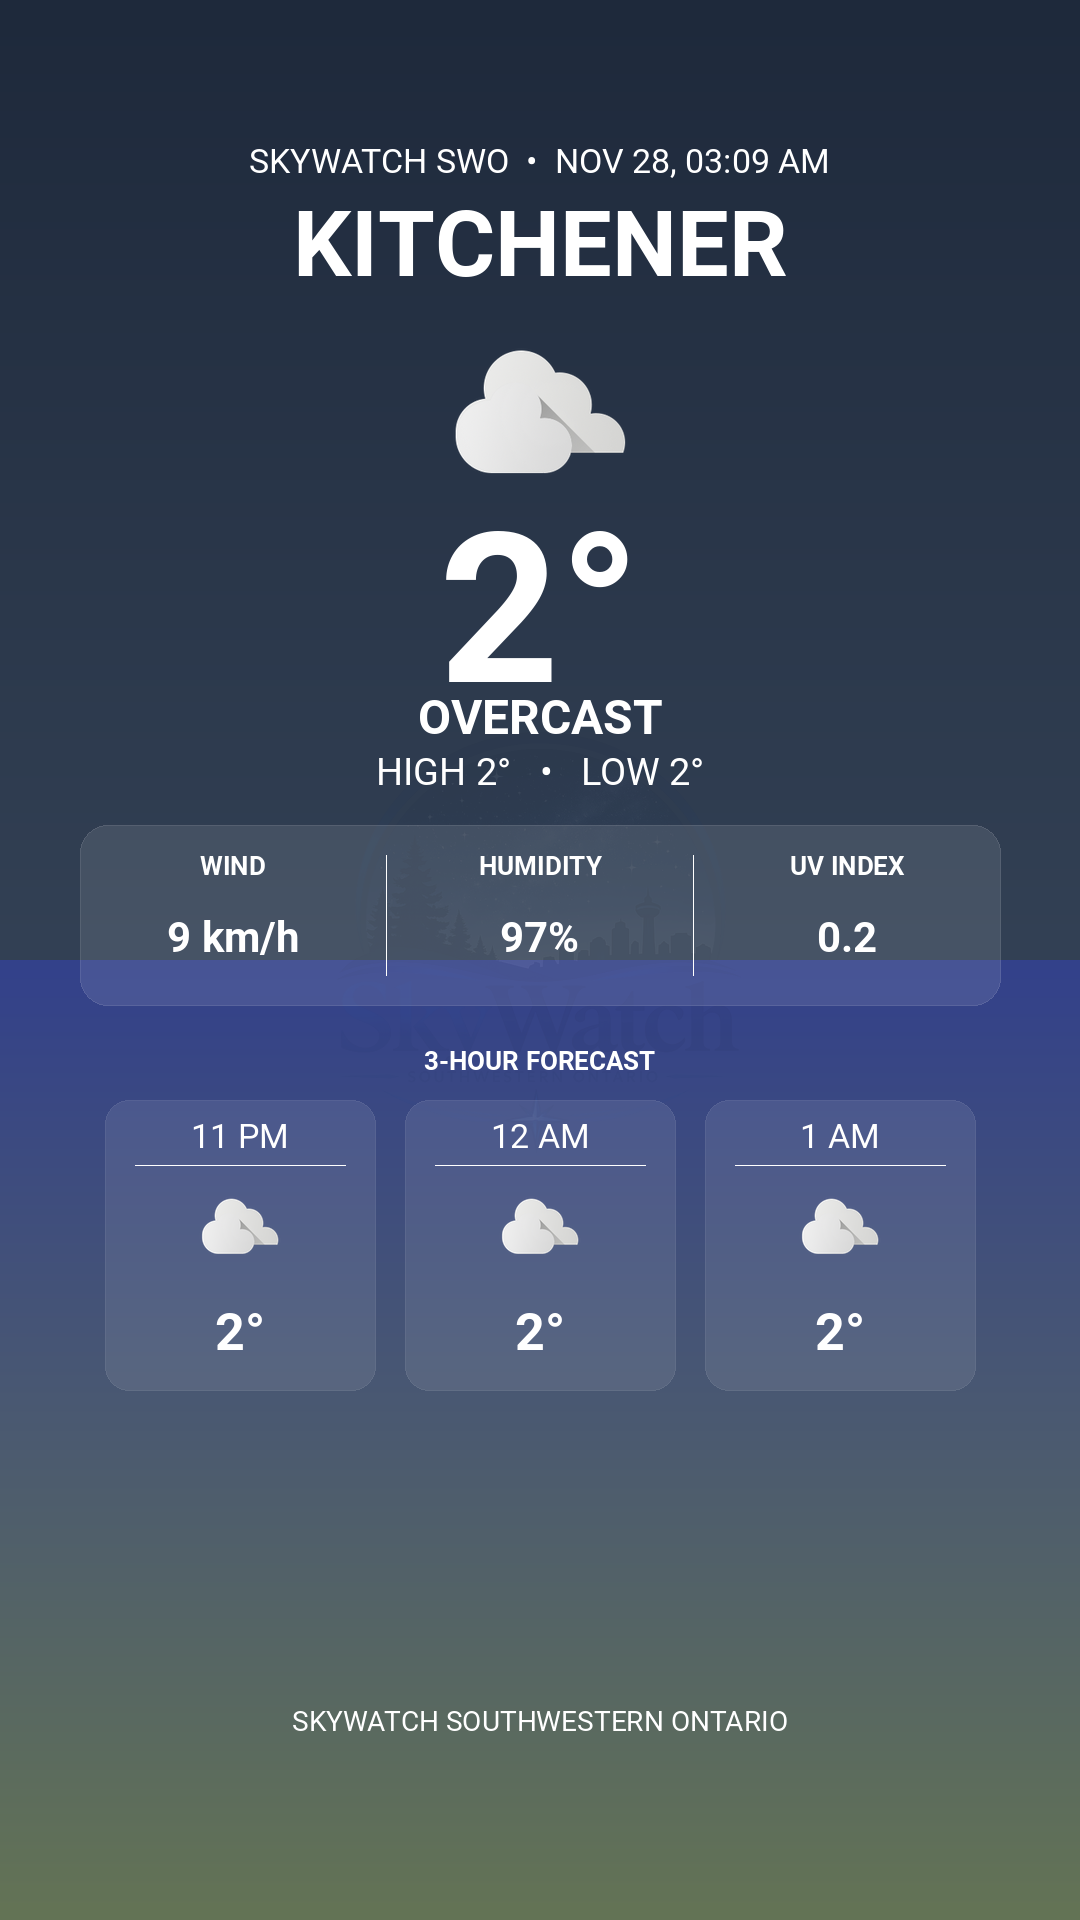 SKYWATCH SWO • NOV 28, 03:09 AM
KITCHENER
2°
OVERCAST
HIGH 2° • LOW 2°
WIND HUMIDITY UV INDEX
9 km/h 97% 0.2
SkyWatch
3-HOUR FORECAST
11 PM 12 AM 1 AM
2° 2° 2°
SKYWATCH SOUTHWESTERN ONTARIO